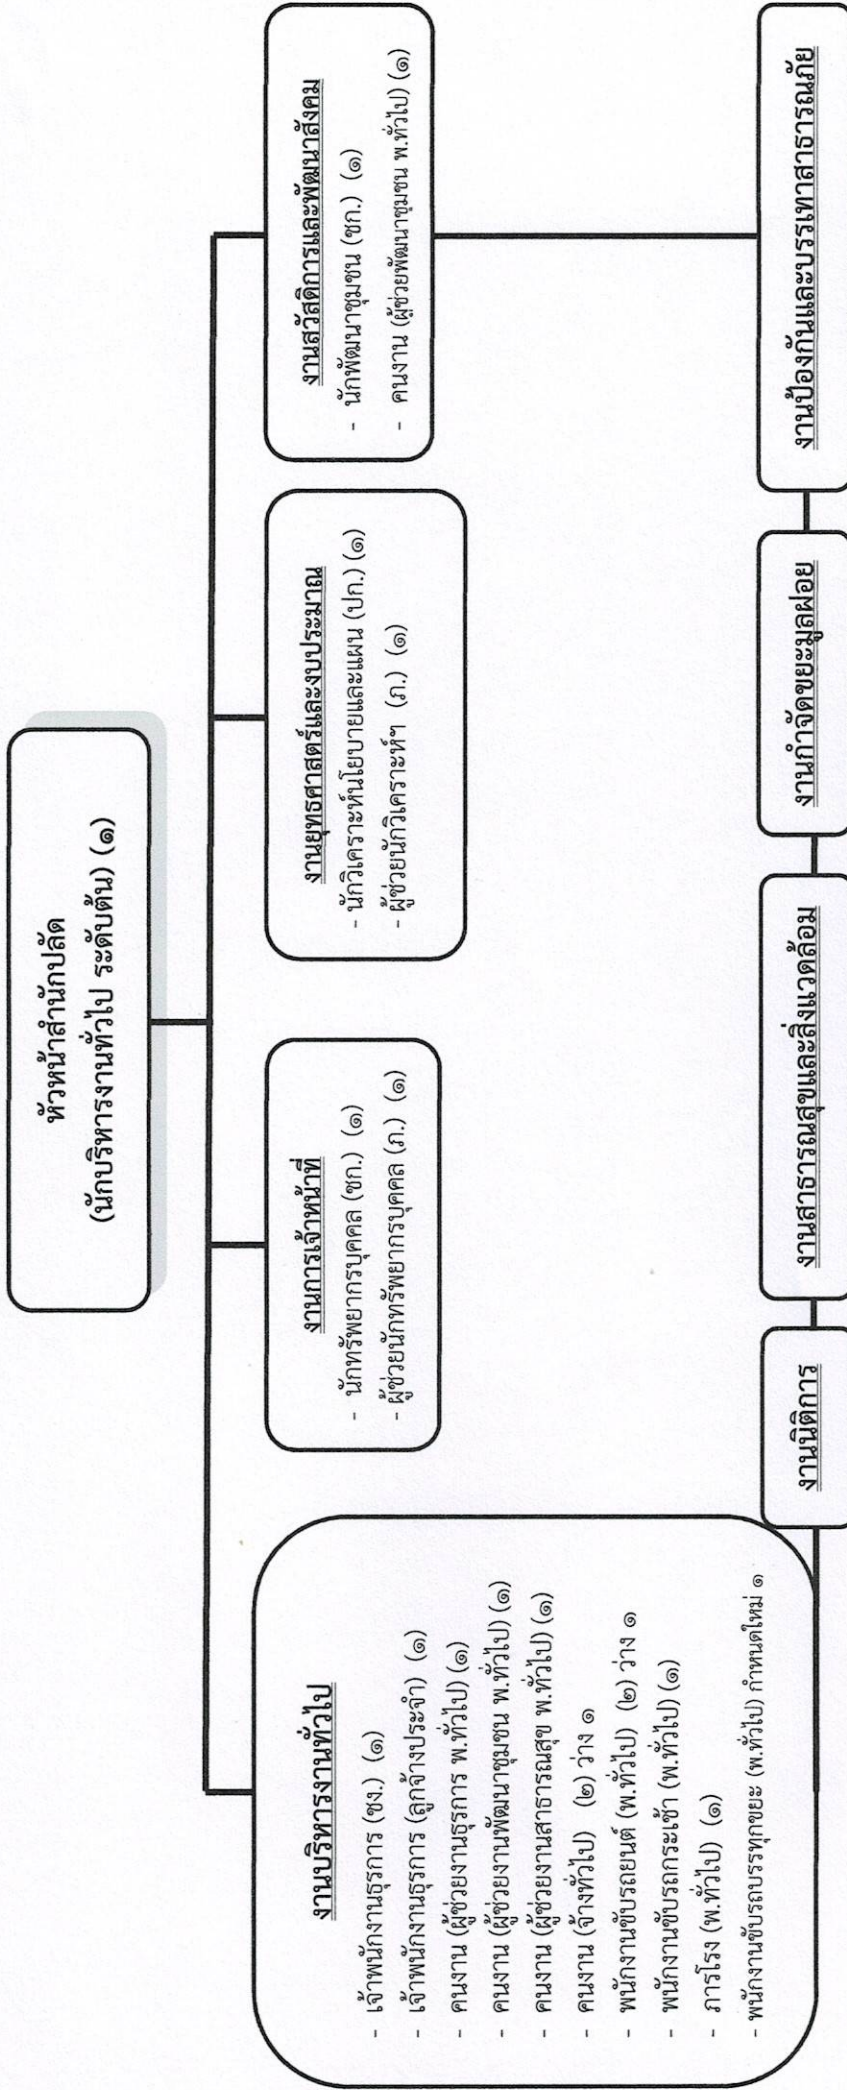 หัวหน้าสำนักปลัด
(นักบริหารงานทั่วไป ระดับต้น) (๑)
งานบริหารงานทั่วไป
- เจ้าพนักงานธุรการ (ชง.) (๑)
- เจ้าพนักงานธุรการ (ลูกจ้างประจำ) (๑)
- คนงาน (ผู้ช่วยงานธุรการ พ.ทั่วไป) (๑)
- คนงาน (ผู้ช่วยงานพัฒนาชุมชน พ.ทั่วไป) (๑)
- คนงาน (ผู้ช่วยงานสาธารณสุข พ.ทั่วไป) (๑)
- คนงาน (จ้างทั่วไป) (๒) ว่าง ๑
- พนักงานขับรถยนต์ (พ.ทั่วไป) (๒) ว่าง ๑
- พนักงานขับรถกระเช้า (พ.ทั่วไป) (๑)
- ภารโรง (พ.ทั่วไป) (๑)
- พนักงานขับรถบรรทุกขยะ (พ.ทั่วไป) กำหนดใหม่ ๑
งานการเจ้าหน้าที่
- นักทรัพยากรบุคคล (ชก.) (๑)
- ผู้ช่วยนักทรัพยากรบุคคล (ภ.) (๑)
งานยุทธศาสตร์และงบประมาณ
- นักวิเคราะห์นโยบายและแผน (ปก.) (๑)
- ผู้ช่วยนักวิเคราะห์ฯ (ภ.) (๑)
งานสวัสดิการและพัฒนาสังคม
- นักพัฒนาชุมชน (ชก.) (๑)
- คนงาน (ผู้ช่วยพัฒนาชุมชน พ.ทั่วไป) (๑)
งานนิติการ
งานสาธารณสุขและสิ่งแวดล้อม
งานกำจัดขยะมูลฝอย
งานป้องกันและบรรเทาสาธารณภัย